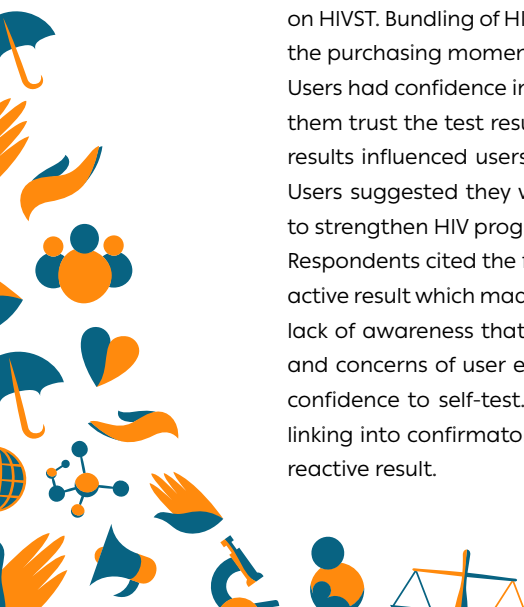 on HIVST. Bundling of HI
the purchasing momen
Users had confidence in
them trust the test resu
results influenced users
Users suggested they w
to strengthen HIV prog
Respondents cited the f
active result which mad
lack of awareness that
and concerns of user e
confidence to self-test.
linking into confirmato
reactive result.